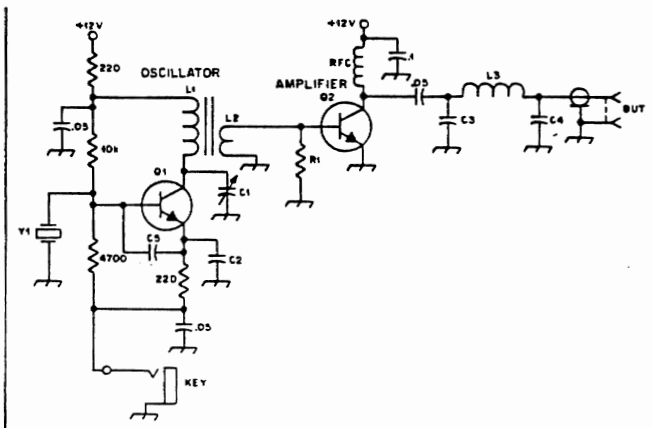 +12V
220
OSCILLATOR
L1
L2
.05
10k
Q1
C1
Y1
C5
4700
220
C2
.05
KEY
+12V
RFC
.1
AMPLIFIER
Q2
.05
L3
R1
C3
C4
OUT